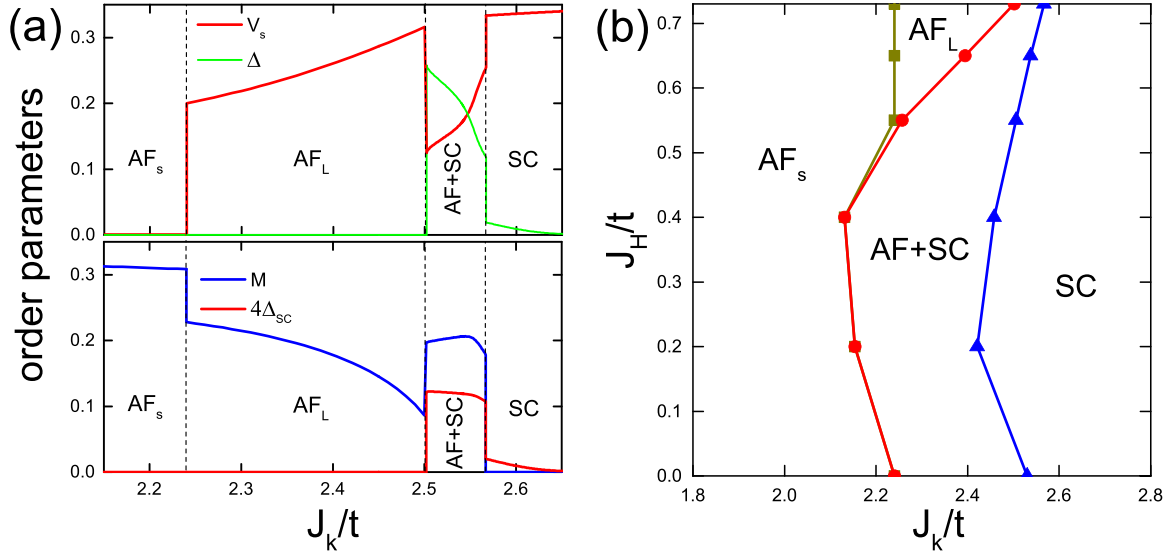 (a)
order parameters
0.3
0.2
0.1
0.0
V_s
Δ
AF_s
AF_L
AF+SC
SC
0.3
0.2
0.1
0.0
M
4Δ_SC
AF_s
AF_L
AF+SC
SC
2.2 2.3 2.4 2.5 2.6
J_k/t
(b)
J_H/t
0.7
0.6
0.5
0.4
0.3
0.2
0.1
0.0
AF_L
AF_s
AF+SC
SC
1.8 2.0 2.2 2.4 2.6 2.8
J_k/t